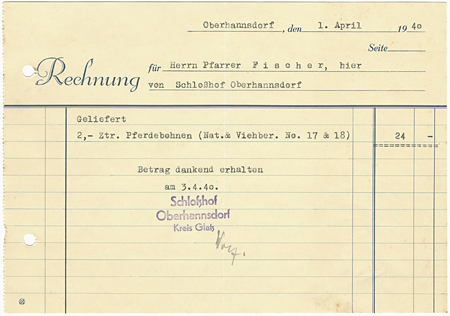 Oberhannsdorf, den 1. April 1940
Seite
Rechnung für Herrn Pfarrer F i s c h e r, hier
von Schloßhof Oberhannsdorf
Geliefert
2,- Ztr. Pferdebohnen (Nat.& Viehber. No. 17 & 18) 24 -
Betrag dankend erhalten
am 3.4.40.
Schloßhof
Oberhannsdorf
Kreis Glatz